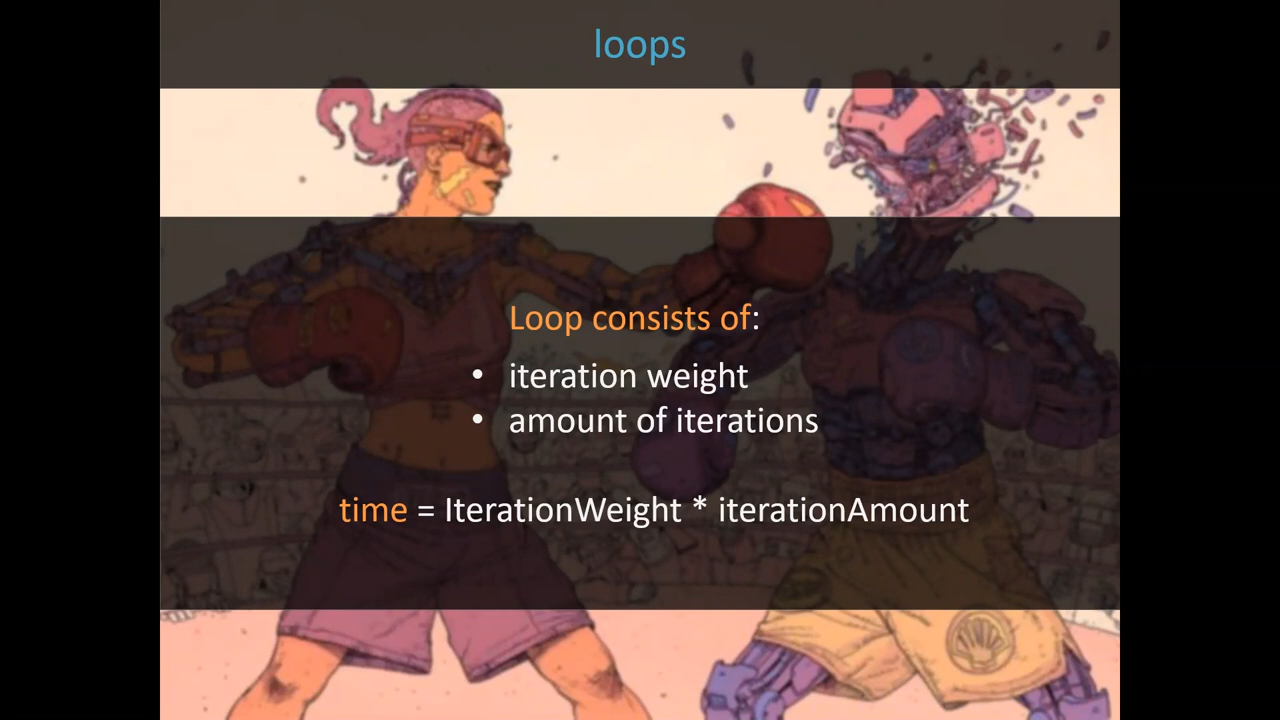 loops
Loop consists of:
• iteration weight
• amount of iterations
time = IterationWeight * iterationAmount